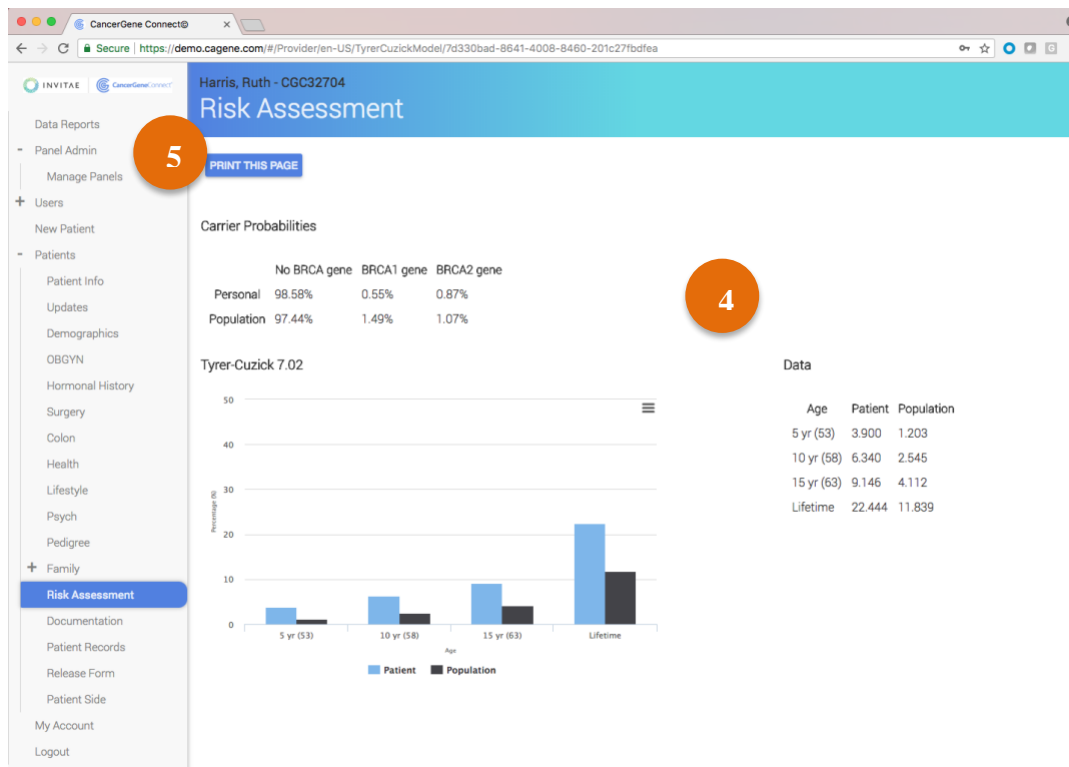 CancerGene Connect©
Secure | https://demo.cagene.com/#/Provider/en-US/TyrerCuzickModel/7d330bad-8641-4008-8460-201c27fbdfea
INVITAE
CancerGeneConnect
Data Reports
- Panel Admin
Manage Panels
+ Users
New Patient
- Patients
Patient Info
Updates
Demographics
OBGYN
Hormonal History
Surgery
Colon
Health
Lifestyle
Psych
Pedigree
+ Family
Risk Assessment
Documentation
Patient Records
Release Form
Patient Side
My Account
Logout
Harris, Ruth - CGC32704
Risk Assessment
5
PRINT THIS PAGE
Carrier Probabilities
No BRCA gene BRCA1 gene BRCA2 gene
Personal 98.58% 0.55% 0.87%
Population 97.44% 1.49% 1.07%
4
Tyrer-Cuzick 7.02
50
40
30
20
10
0
Percentage (%)
5 yr (53) 10 yr (58) 15 yr (63) Lifetime
Age
Patient Population
Data
Age Patient Population
5 yr (53) 3.900 1.203
10 yr (58) 6.340 2.545
15 yr (63) 9.146 4.112
Lifetime 22.444 11.839